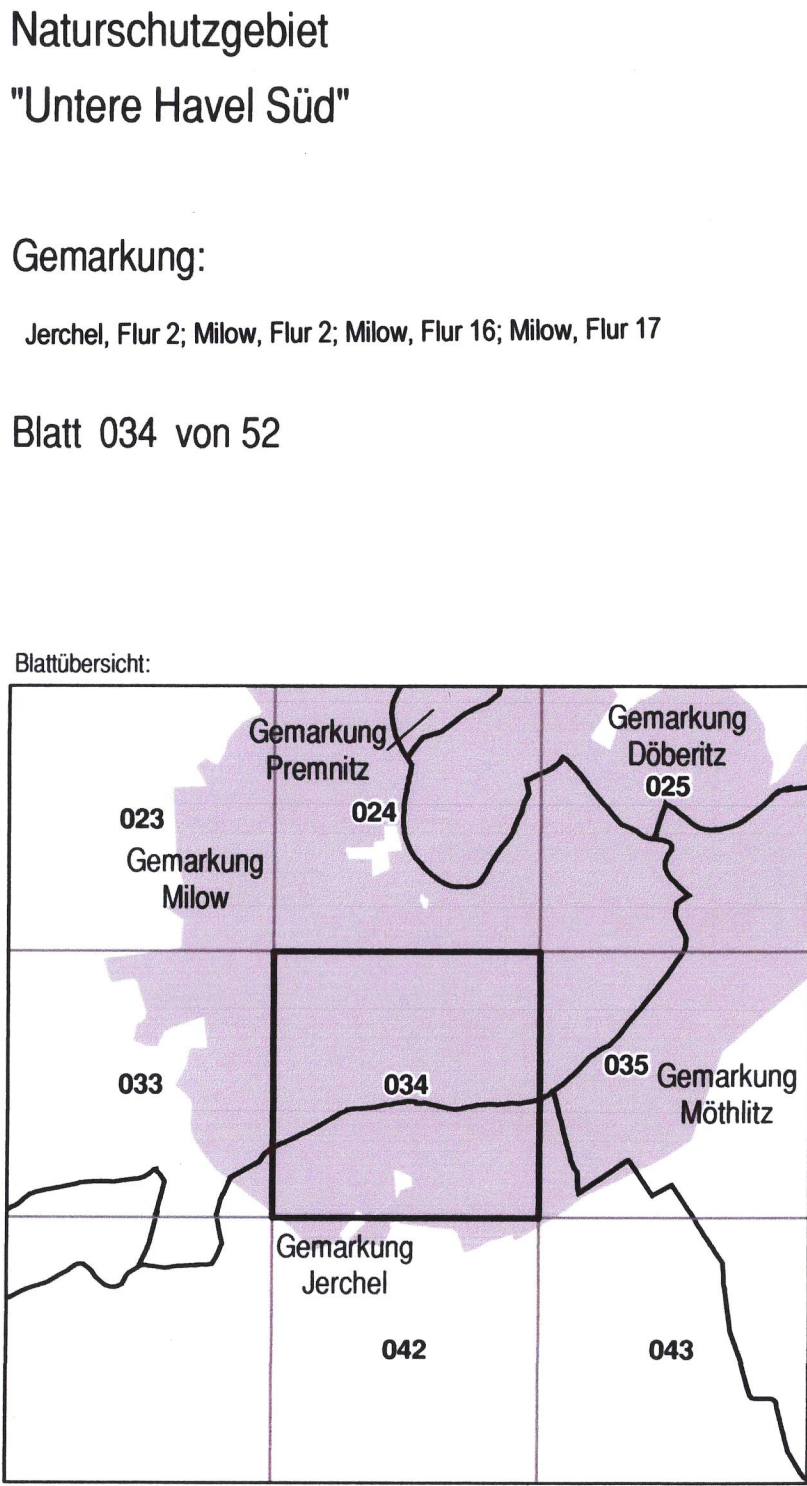 Naturschutzgebiet
"Untere Havel Süd"
Gemarkung:
Jerchel, Flur 2; Milow, Flur 2; Milow, Flur 16; Milow, Flur 17
Blatt 034 von 52
Blattübersicht:
Gemarkung
Premnitz
Gemarkung
Döberitz
025
023
024
Gemarkung
Milow
033
034
035
Gemarkung
Möthlitz
Gemarkung
Jerchel
042
043